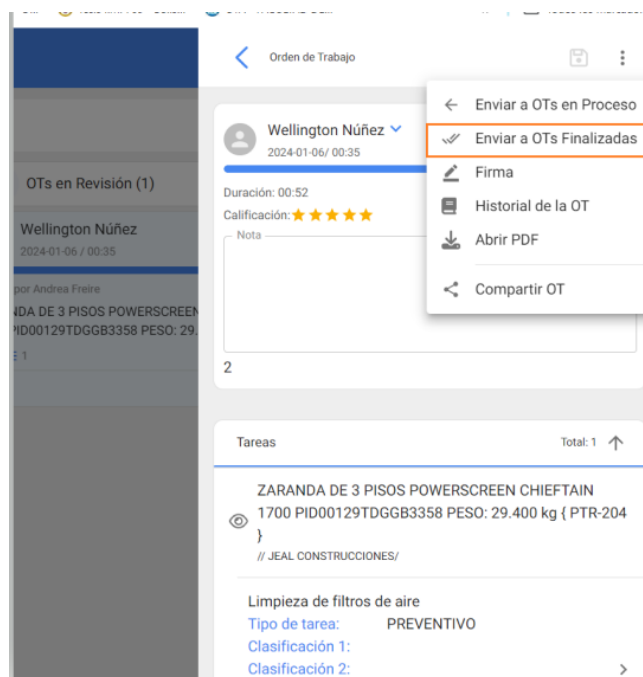 Orden de Trabajo
Enviar a OTs en Proceso
Enviar a OTs Finalizadas
Firma
Historial de la OT
Abrir PDF
Compartir OT
OTs en Revisión (1)
Wellington Núñez
2024-01-06 / 00:35
por Andrea Freire
DA DE 3 PISOS POWERSCREEN
PID00129TDGGB3358 PESO: 29.
1
Wellington Núñez
2024-01-06/ 00:35
Duración: 00:52
Calificación:
Nota
2
Tareas
Total: 1
ZARANDA DE 3 PISOS POWERSCREEN CHIEFTAIN
1700 PID00129TDGGB3358 PESO: 29.400 kg { PTR-204
}
// JEAL CONSTRUCCIONES/
Limpieza de filtros de aire
Tipo de tarea: PREVENTIVO
Clasificación 1:
Clasificación 2: